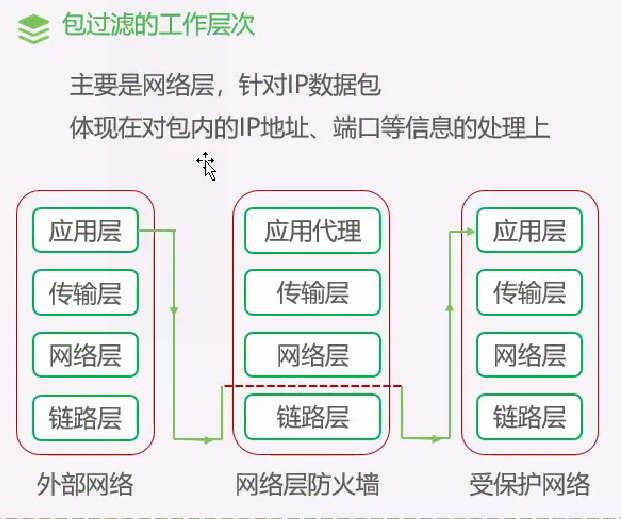 包过滤的工作层次
主要是网络层，针对IP数据包
体现在对包内的IP地址、端口等信息的处理上
应用层
传输层
网络层
链路层
外部网络
应用代理
传输层
网络层
链路层
网络层防火墙
应用层
传输层
网络层
链路层
受保护网络